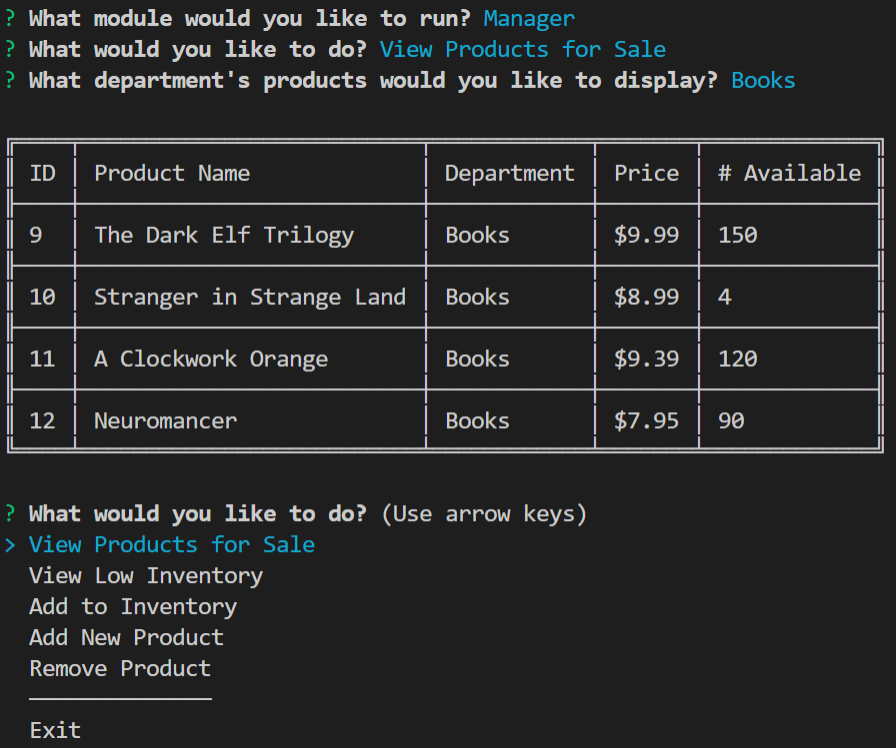 ? What module would you like to run? Manager
? What would you like to do? View Products for Sale
? What department's products would you like to display? Books
ID Product Name Department Price # Available
9 The Dark Elf Trilogy Books $9.99 150
10 Stranger in Strange Land Books $8.99 4
11 A Clockwork Orange Books $9.39 120
12 Neuromancer Books $7.95 90
? What would you like to do? (Use arrow keys)
> View Products for Sale
View Low Inventory
Add to Inventory
Add New Product
Remove Product
Exit